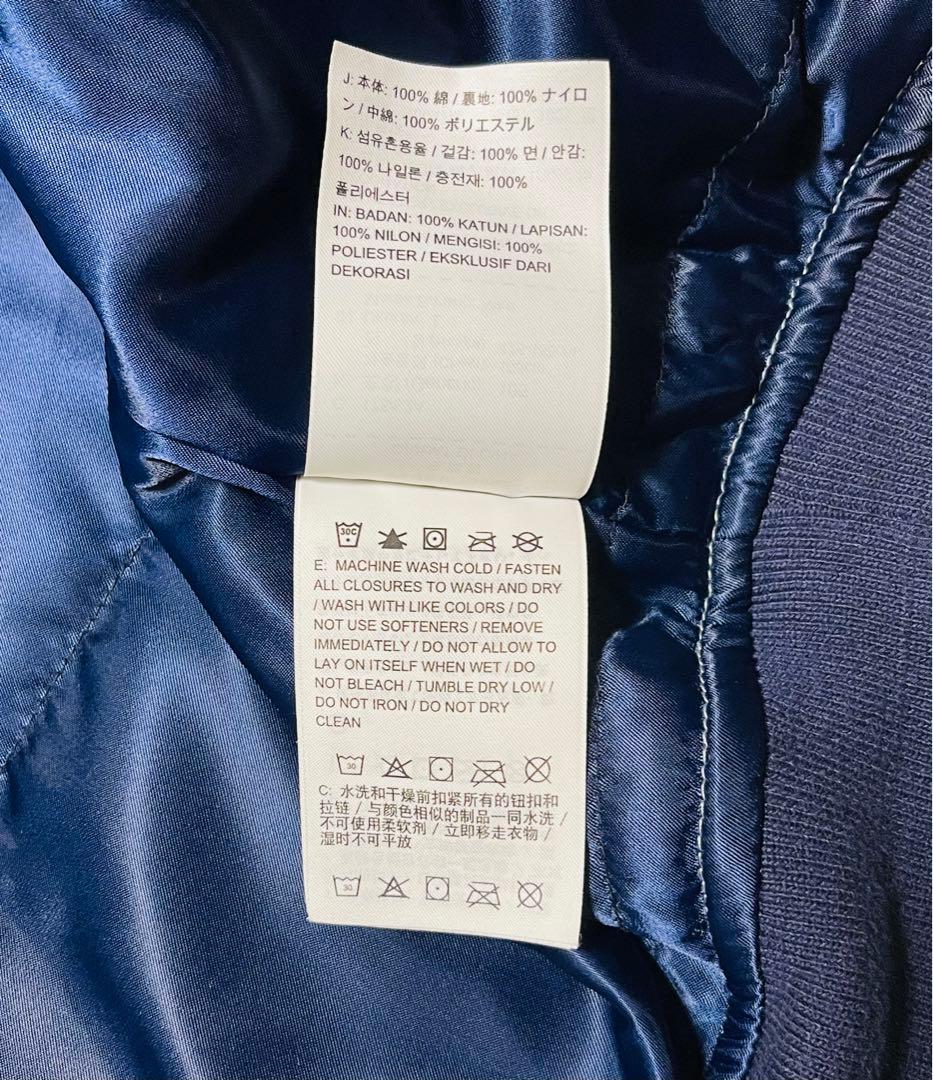 J: 本体: 100% 綿 / 裏地: 100% ナイロ
ン / 中綿: 100% ポリエステル
K: 섬유혼용율 / 겉감: 100% 면 / 안감:
100% 나일론 / 충전재: 100%
폴리에스터
IN: BADAN: 100% KATUN / LAPISAN:
100% NILON / MENGISI: 100%
POLIESTER / EKSKLUSIF DARI
DEKORASI
30C
E: MACHINE WASH COLD / FASTEN
ALL CLOSURES TO WASH AND DRY
/ WASH WITH LIKE COLORS / DO
NOT USE SOFTENERS / REMOVE
IMMEDIATELY / DO NOT ALLOW TO
LAY ON ITSELF WHEN WET / DO
NOT BLEACH / TUMBLE DRY LOW /
DO NOT IRON / DO NOT DRY
CLEAN
30
C: 水洗和干燥前扣紧所有的钮扣和
拉链 / 与颜色相似的制品一同水洗 /
不可使用柔软剂 / 立即移走衣物 /
湿时不可平放
30